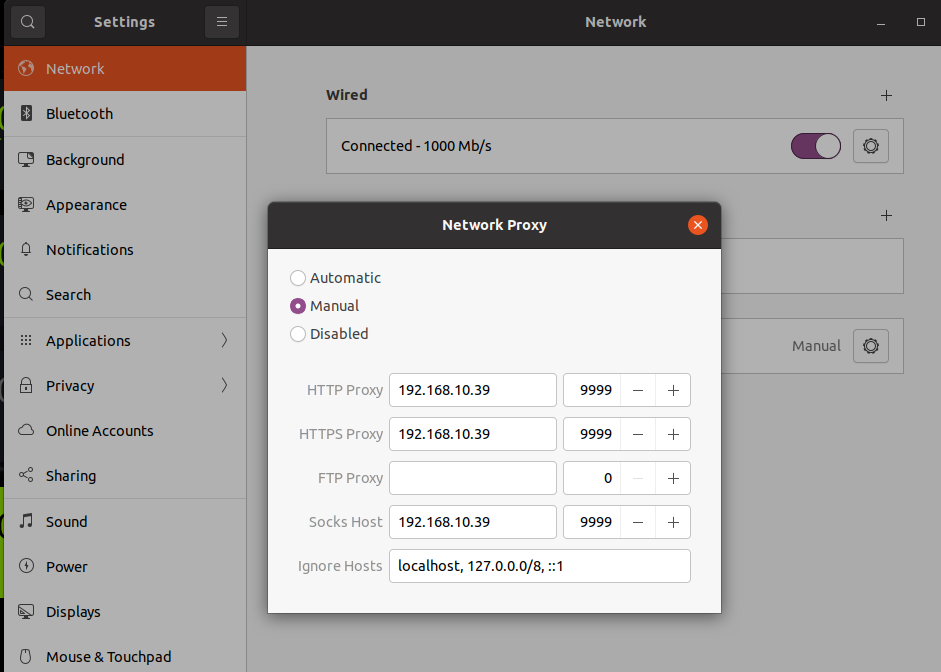 Settings
Network
Network
Bluetooth
Background
Appearance
Notifications
Search
Applications
Privacy
Online Accounts
Sharing
Sound
Power
Displays
Mouse & Touchpad
Wired
Connected - 1000 Mb/s
Manual
Network Proxy
Automatic
Manual
Disabled
HTTP Proxy 192.168.10.39 9999
HTTPS Proxy 192.168.10.39 9999
FTP Proxy 0
Socks Host 192.168.10.39 9999
Ignore Hosts localhost, 127.0.0.0/8, ::1